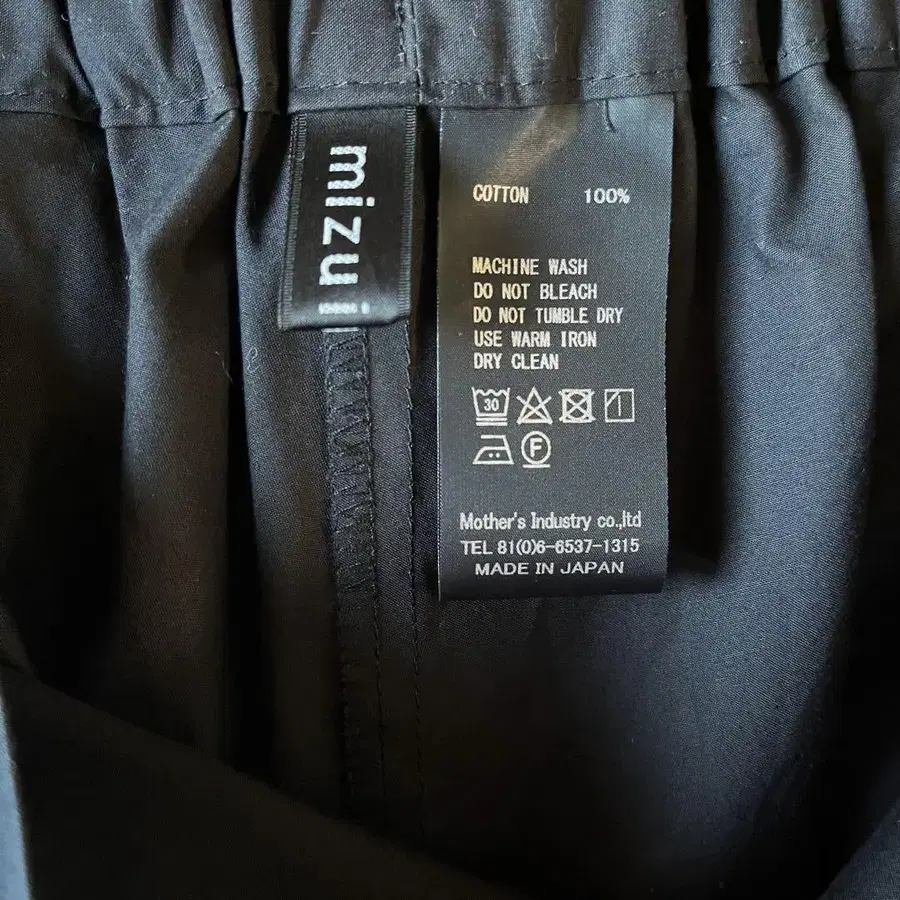 mizu
COTTON 100%
MACHINE WASH
DO NOT BLEACH
DO NOT TUMBLE DRY
USE WARM IRON
DRY CLEAN
30
F
Mother's Industry co.,ltd
TEL 81(0)6-6537-1315
MADE IN JAPAN